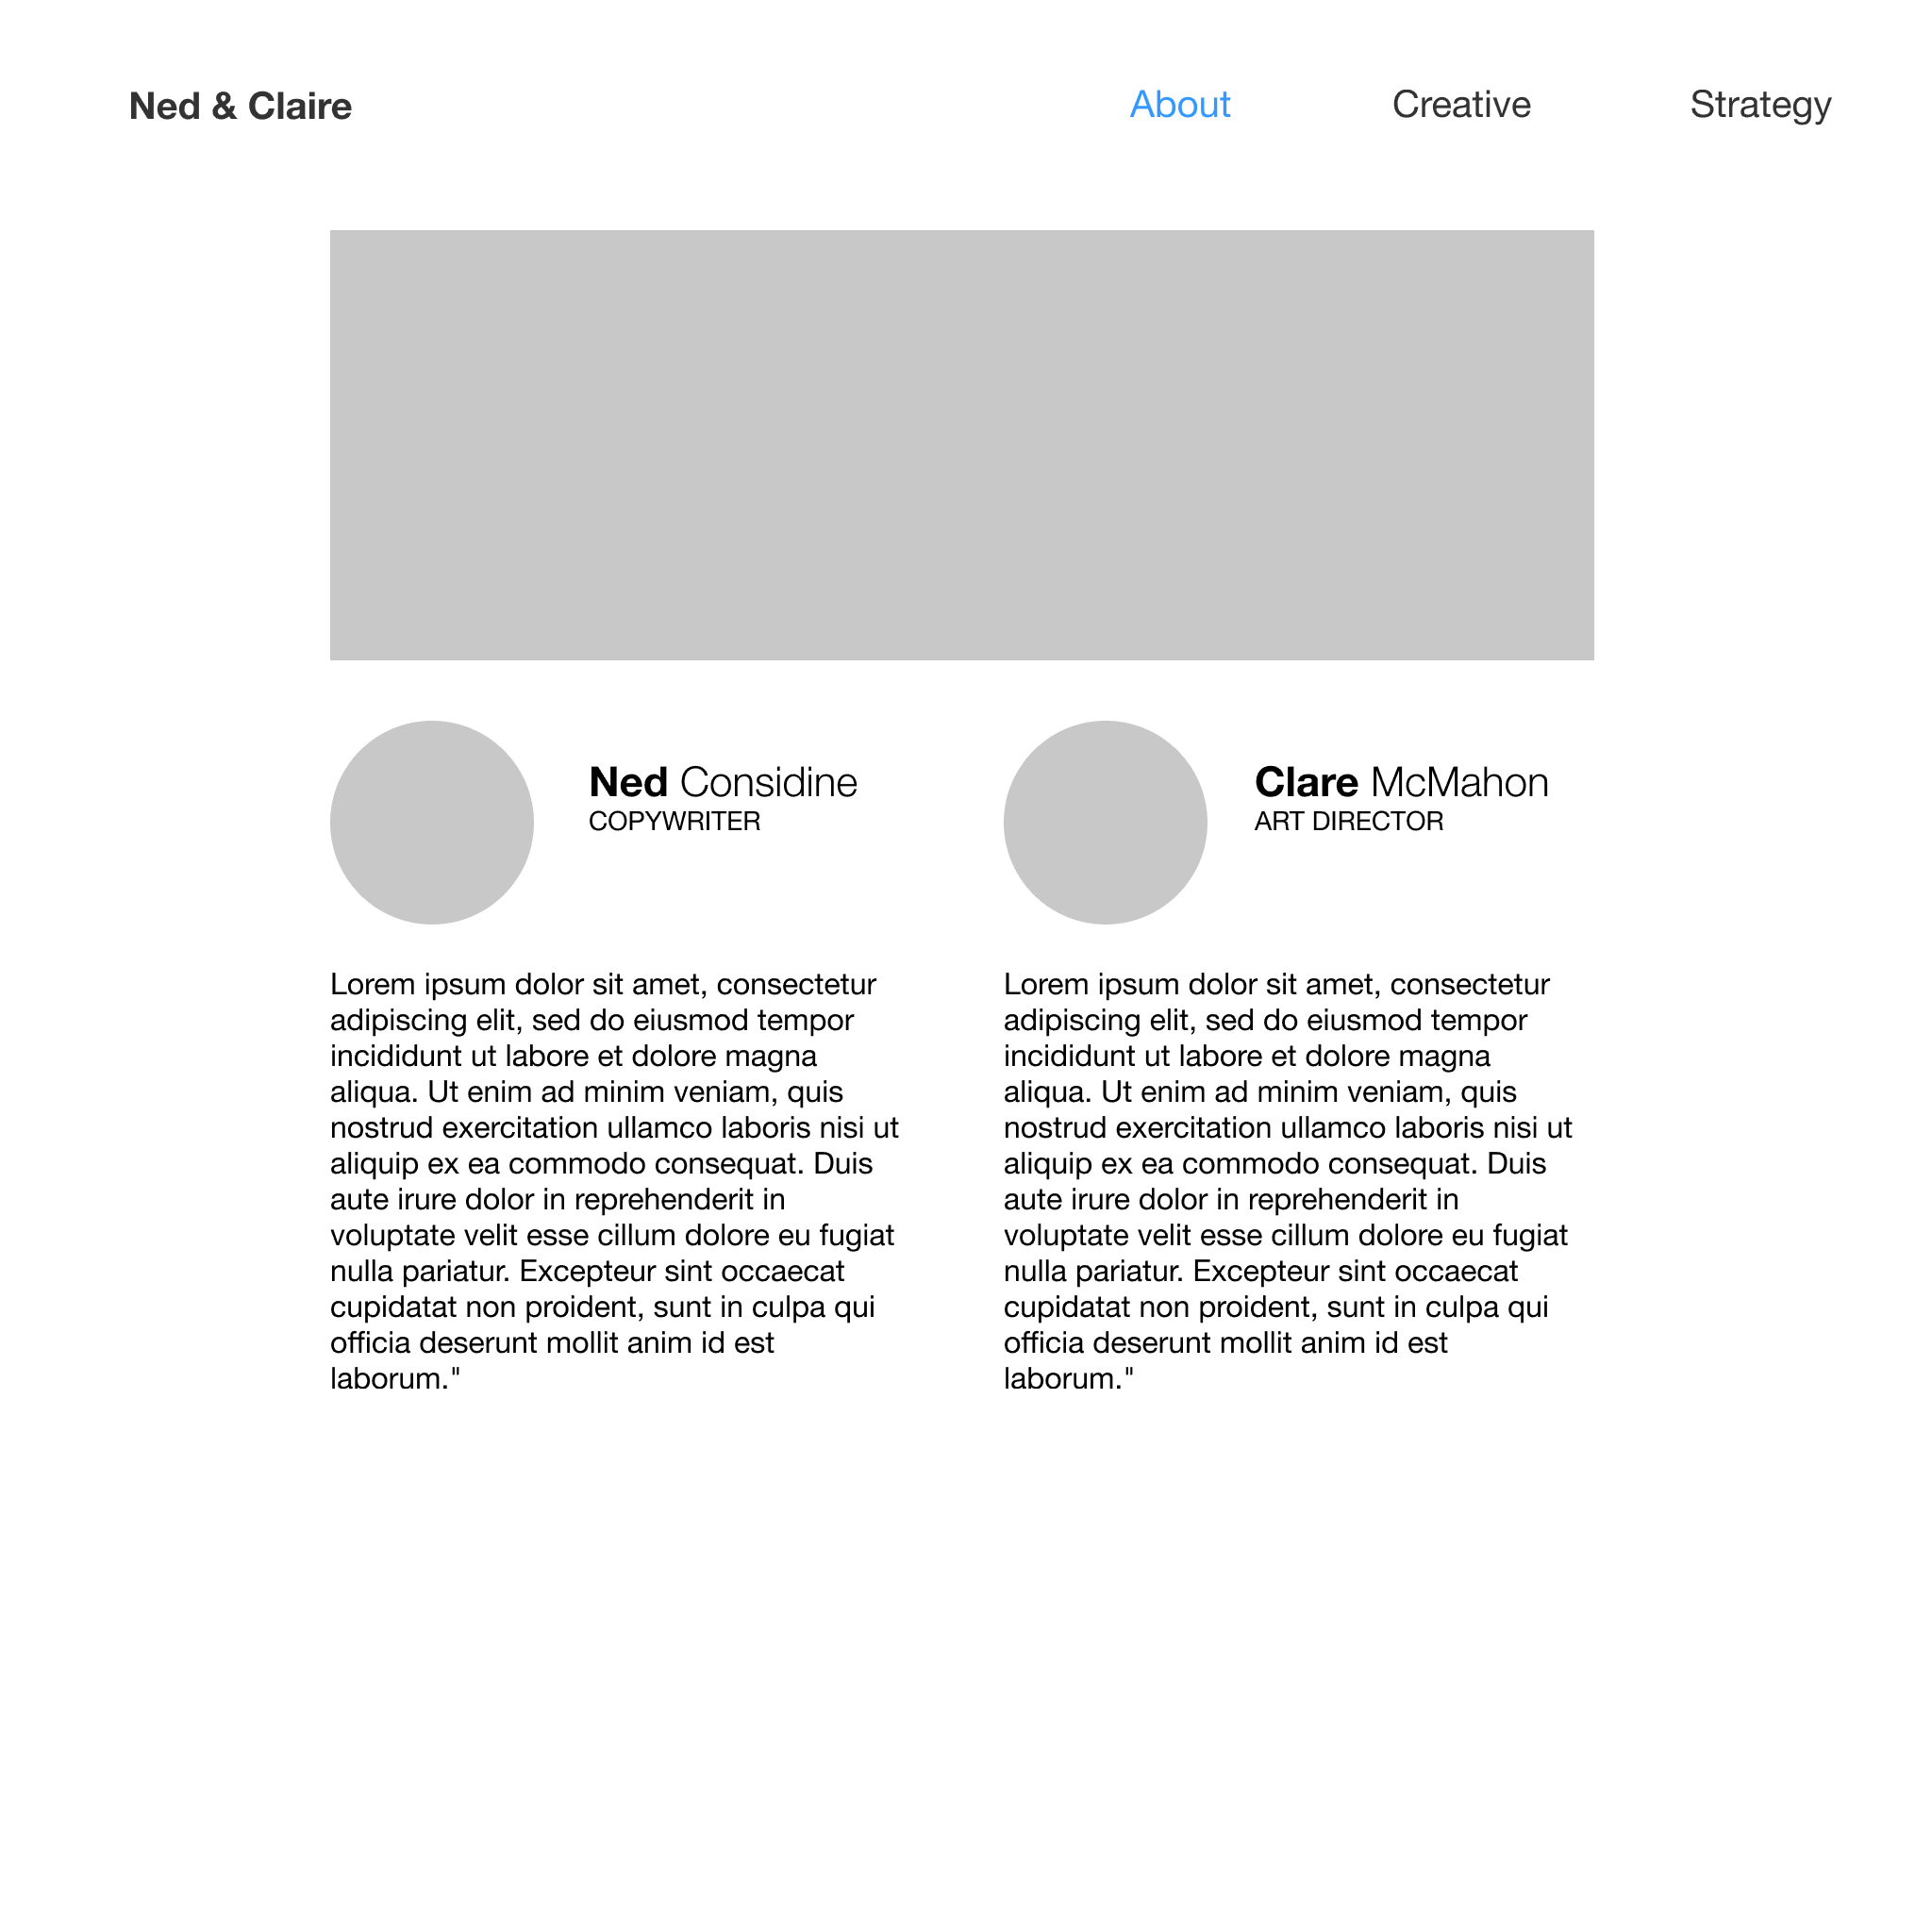 Ned & Claire
About
Creative
Strategy
Ned Considine
COPYWRITER
Clare McMahon
ART DIRECTOR
Lorem ipsum dolor sit amet, consectetur
adipiscing elit, sed do eiusmod tempor
incididunt ut labore et dolore magna
aliqua. Ut enim ad minim veniam, quis
nostrud exercitation ullamco laboris nisi ut
aliquip ex ea commodo consequat. Duis
aute irure dolor in reprehenderit in
voluptate velit esse cillum dolore eu fugiat
nulla pariatur. Excepteur sint occaecat
cupidatat non proident, sunt in culpa qui
officia deserunt mollit anim id est
laborum."
Lorem ipsum dolor sit amet, consectetur
adipiscing elit, sed do eiusmod tempor
incididunt ut labore et dolore magna
aliqua. Ut enim ad minim veniam, quis
nostrud exercitation ullamco laboris nisi ut
aliquip ex ea commodo consequat. Duis
aute irure dolor in reprehenderit in
voluptate velit esse cillum dolore eu fugiat
nulla pariatur. Excepteur sint occaecat
cupidatat non proident, sunt in culpa qui
officia deserunt mollit anim id est
laborum."